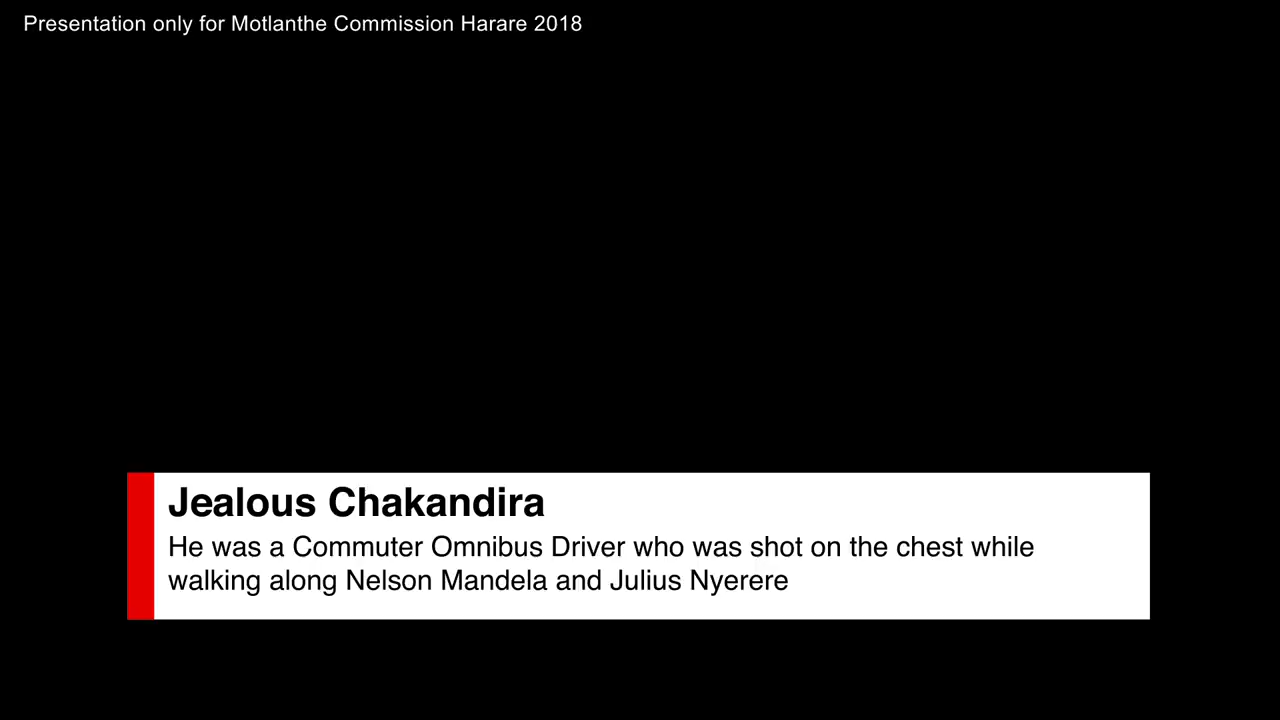 Presentation only for Motlanthe Commission Harare 2018
Jealous Chakandira
He was a Commuter Omnibus Driver who was shot on the chest while
walking along Nelson Mandela and Julius Nyerere